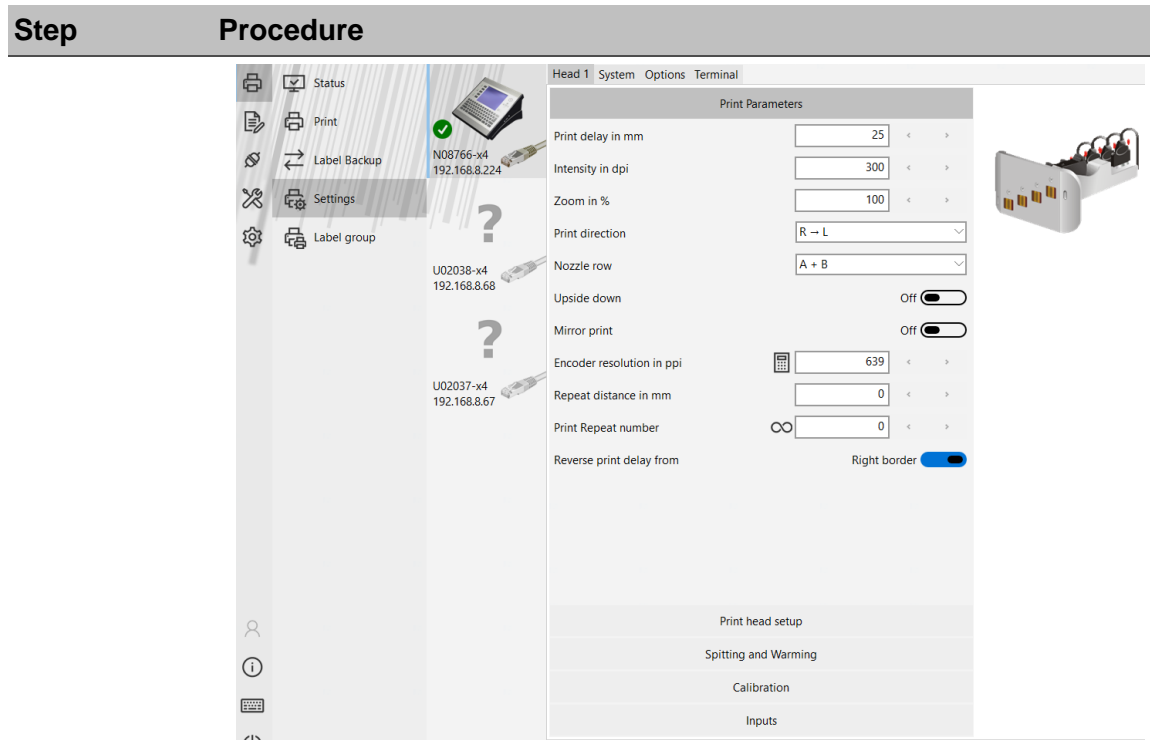 Step Procedure
Status
Print
Label Backup
Settings
Label group
N08766-x4
192.168.8.224
?
U02038-x4
192.168.8.68
?
U02037-x4
192.168.8.67
Head 1 System Options Terminal
Print Parameters
Print delay in mm 25
Intensity in dpi 300
Zoom in % 100
Print direction R → L
Nozzle row A + B
Upside down Off
Mirror print Off
Encoder resolution in ppi 639
Repeat distance in mm 0
Print Repeat number 0
Reverse print delay from Right border
Print head setup
Spitting and Warming
Calibration
Inputs